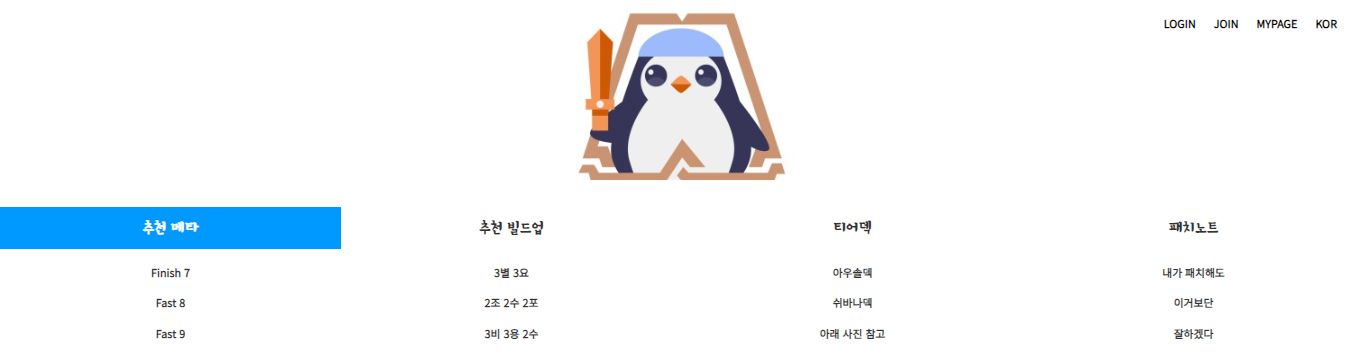 LOGIN JOIN MYPAGE KOR
추천 메타 추천 빌드업 티어덱 패치노트
Finish 7 3별 3요 아우솔덱 내가 패치해도
Fast 8 2조 2수 2포 쉬바나덱 이거보단
Fast 9 3비 3용 2수 아래 사진 참고 잘하겠다